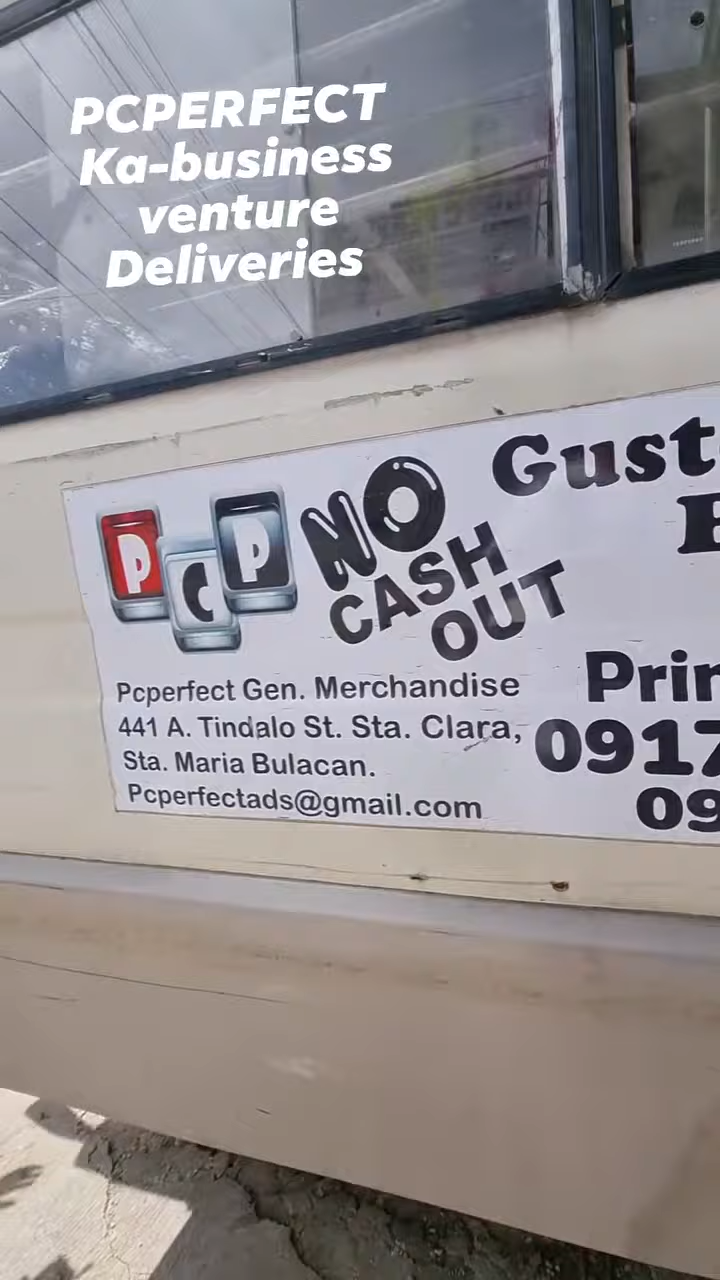 PCPERFECT
Ka-business
venture
Deliveries
PCP
NO
CASH
OUT
Pcperfect Gen. Merchandise
441 A. Tindalo St. Sta. Clara,
Sta. Maria Bulacan.
Pcperfectads@gmail.com
Gust
Prin
0917
09